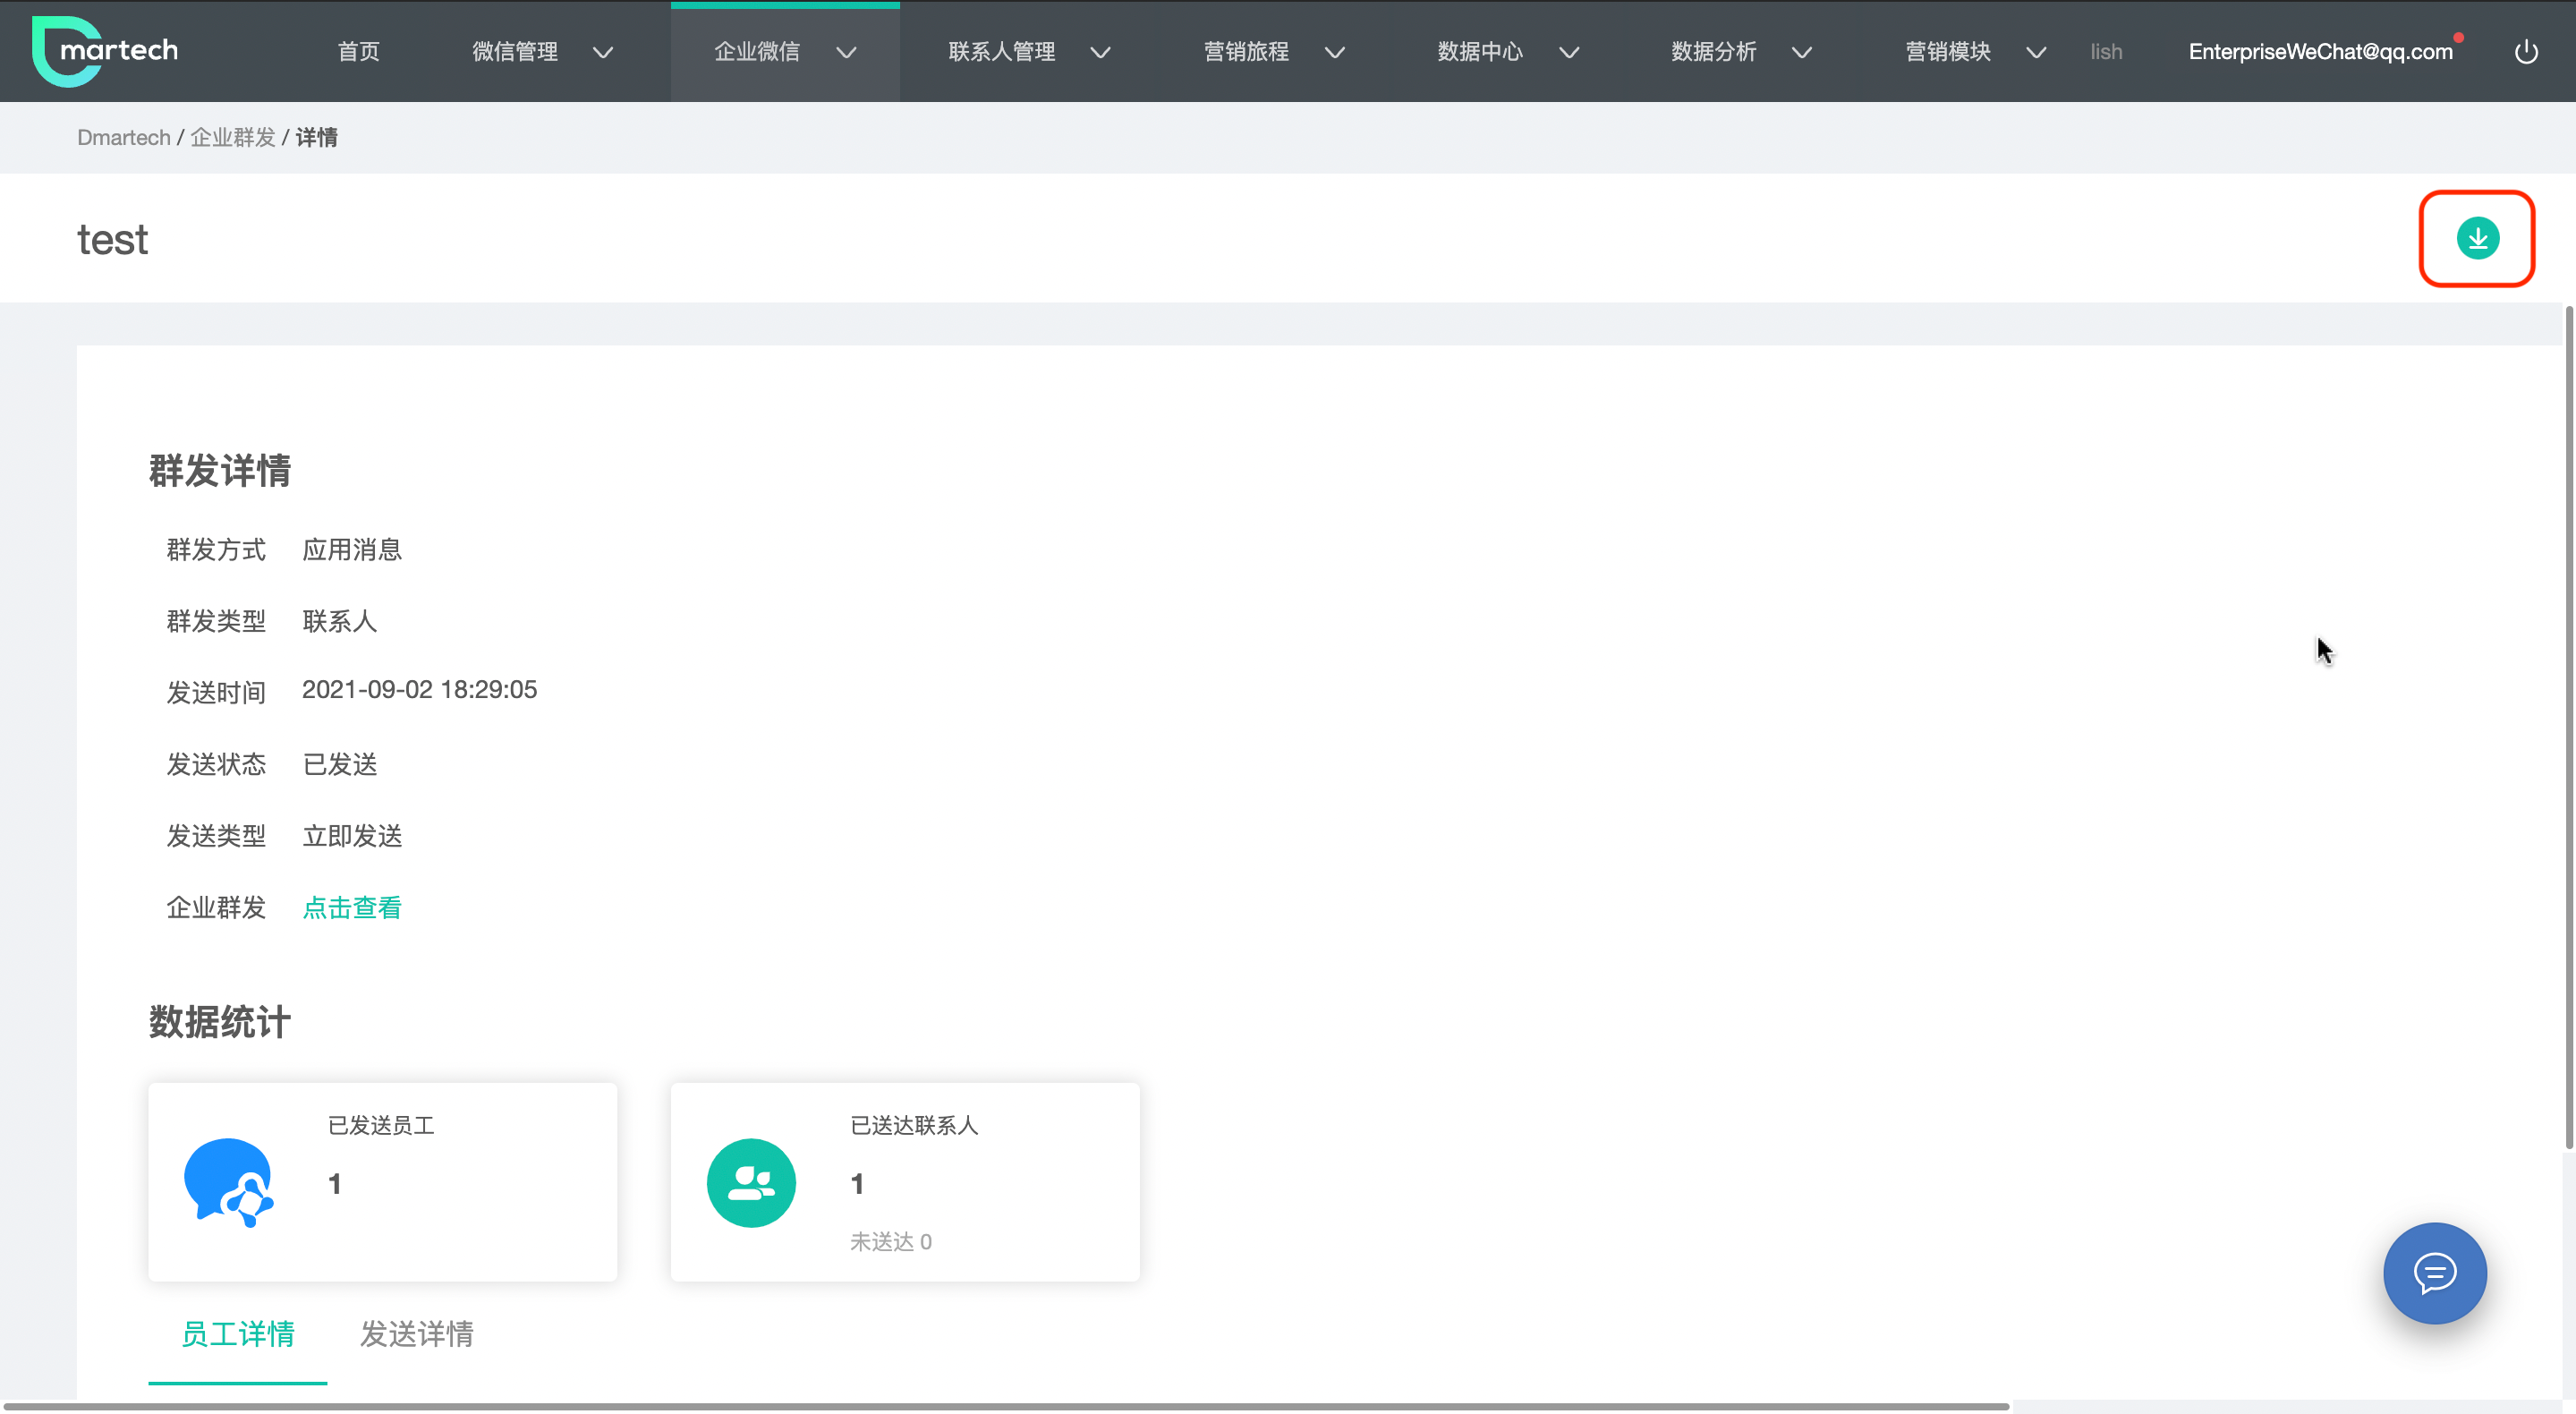 martech 首页 微信管理 企业微信 联系人管理 营销旅程 数据中心 数据分析 营销模块 lish EnterpriseWeChat@qq.com
Dmartech / 企业群发 / 详情
test
群发详情
群发方式 应用消息
群发类型 联系人
发送时间 2021-09-02 18:29:05
发送状态 已发送
发送类型 立即发送
企业群发 点击查看
数据统计
已发送员工
1
已送达联系人
1
未送达 0
员工详情 发送详情